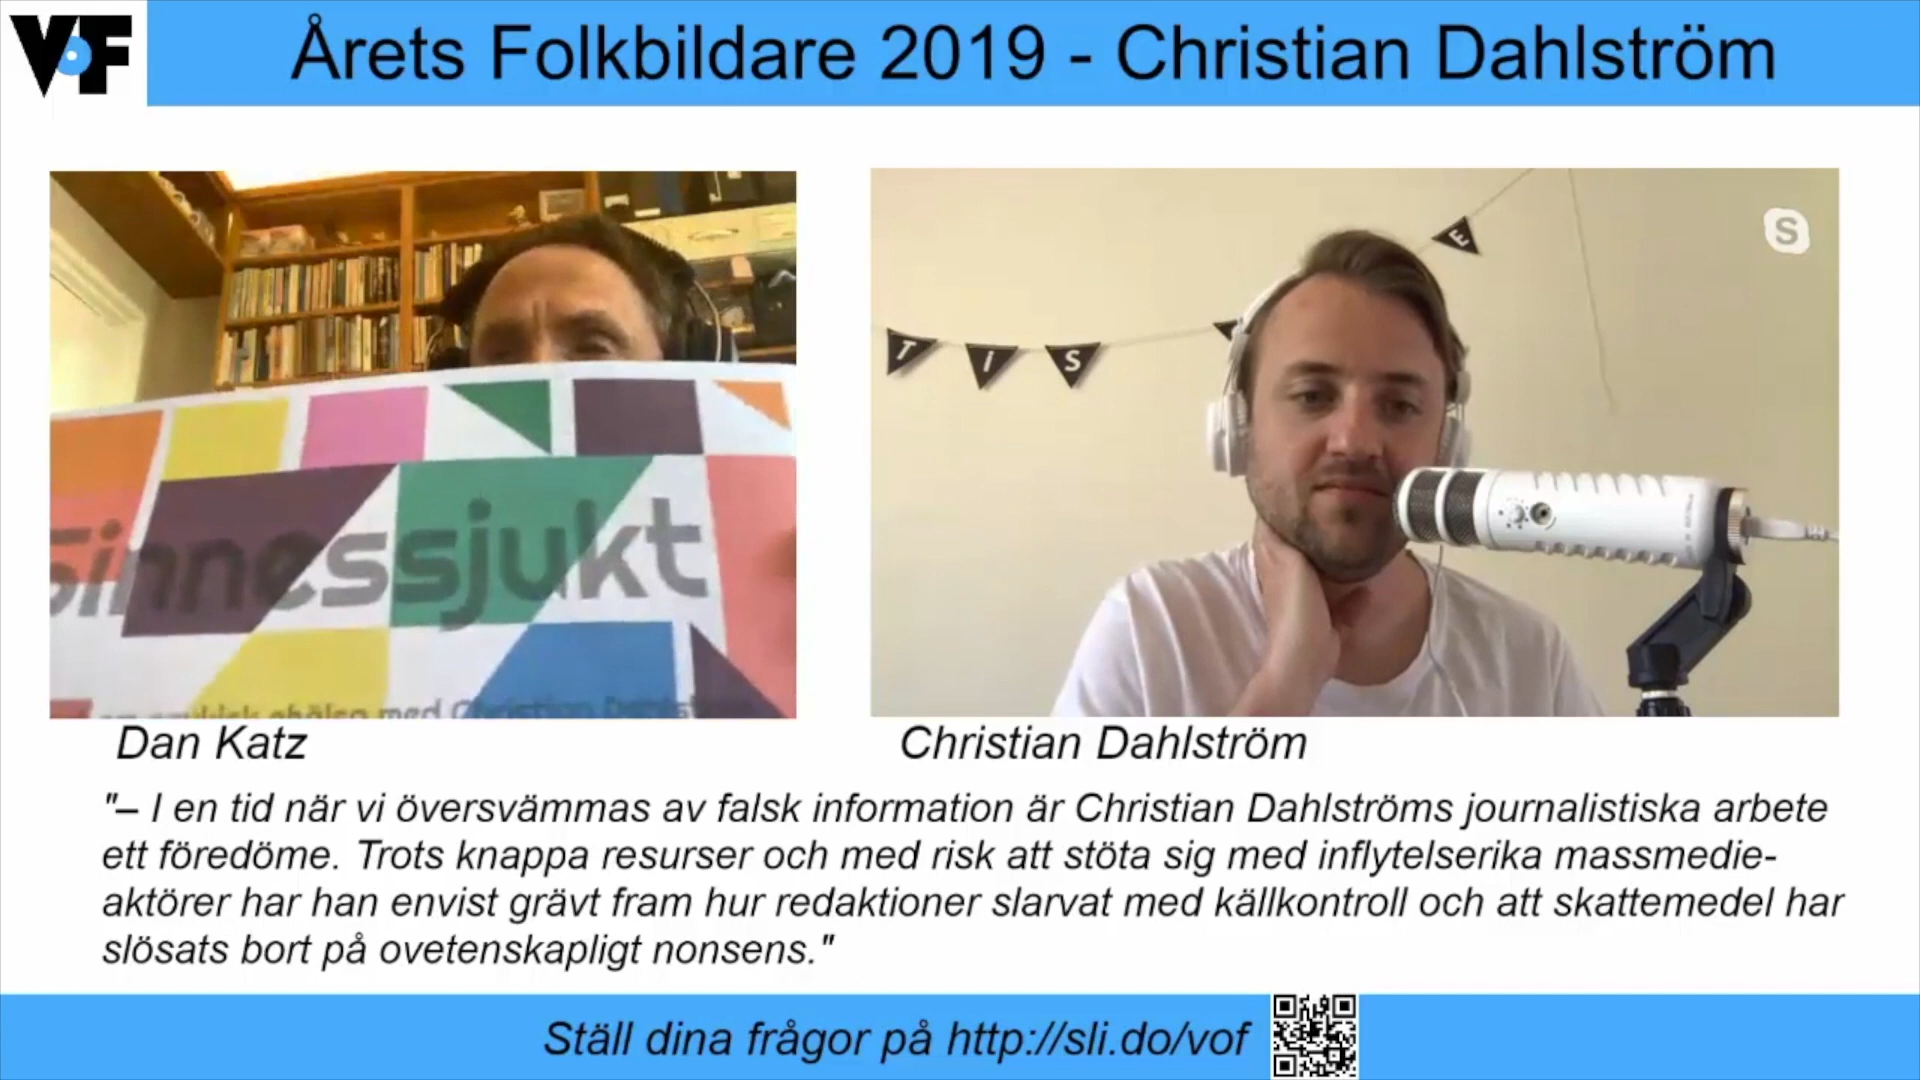 VoF
Årets Folkbildare 2019 - Christian Dahlström
E
T I S
S
Sinnessjukt
med Christian
Dan Katz
Christian Dahlström
"– I en tid när vi översvämmas av falsk information är Christian Dahlströms journalistiska arbete
ett föredöme. Trots knappa resurser och med risk att stöta sig med inflytelserika massmedie-
aktörer har han envist grävt fram hur redaktioner slarvat med källkontroll och att skattemedel har
slösats bort på ovetenskapligt nonsens."
Ställ dina frågor på http://sli.do/vof